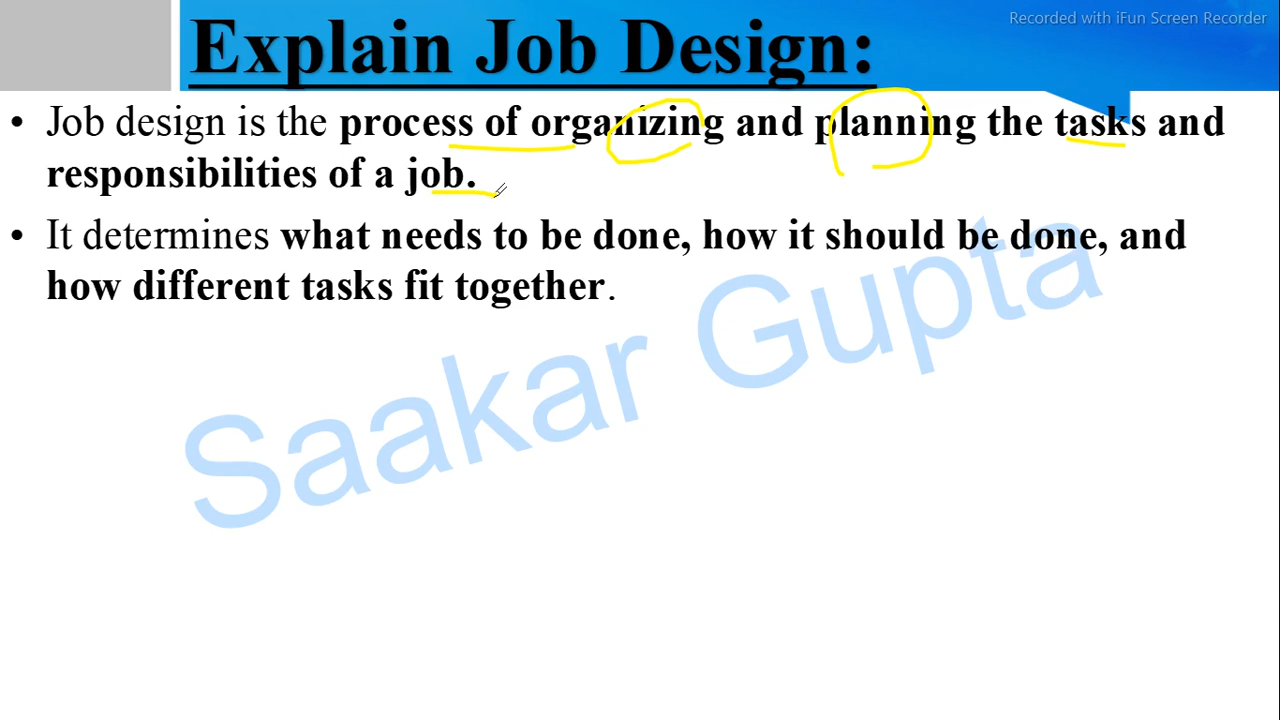 Recorded with iFun Screen Recorder
Explain Job Design:
• Job design is the process of organizing and planning the tasks and
responsibilities of a job.
• It determines what needs to be done, how it should be done, and
how different tasks fit together.
Saakar Gupta